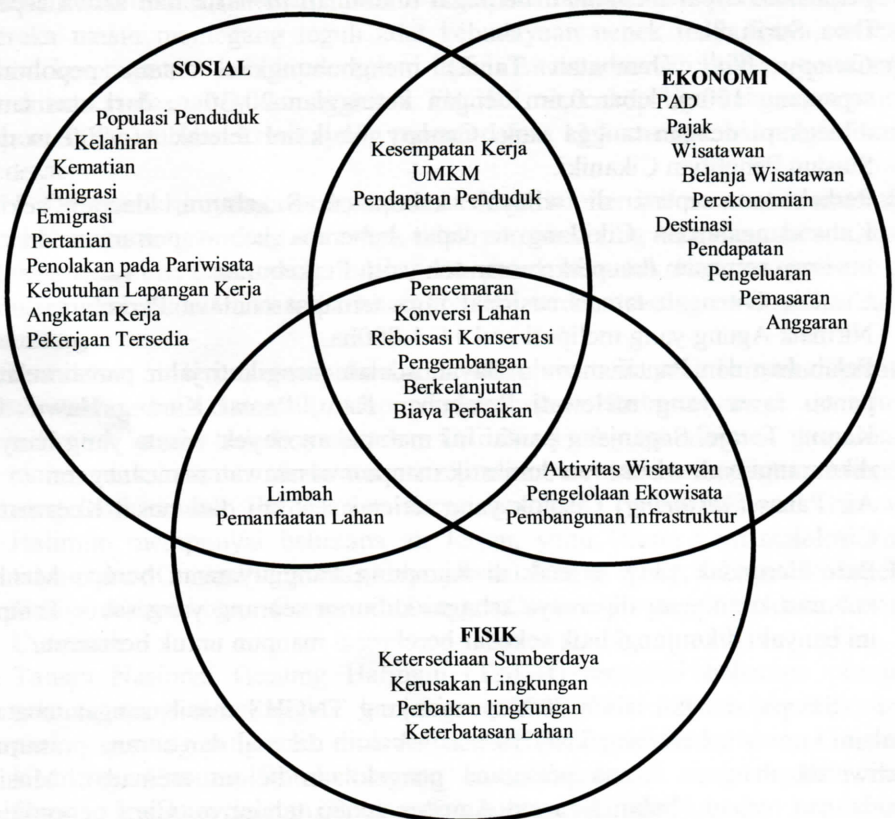 SOSIAL
Populasi Penduduk
Kelahiran
Kematian
Imigrasi
Emigrasi
Pertanian
Penolakan pada Pariwisata
Kebutuhan Lapangan Kerja
Angkatan Kerja
Pekerjaan Tersedia
Kesempatan Kerja
UMKM
Pendapatan Penduduk
EKONOMI
PAD
Pajak
Wisatawan
Belanja Wisatawan
Perekonomian
Destinasi
Pendapatan
Pengeluaran
Pemasaran
Anggaran
Pencemaran
Konversi Lahan
Reboisasi Konservasi
Pengembangan
Berkelanjutan
Biaya Perbaikan
Limbah
Pemanfaatan Lahan
Aktivitas Wisatawan
Pengelolaan Ekowisata
Pembangunan Infrastruktur
FISIK
Ketersediaan Sumberdaya
Kerusakan Lingkungan
Perbaikan lingkungan
Keterbatasan Lahan